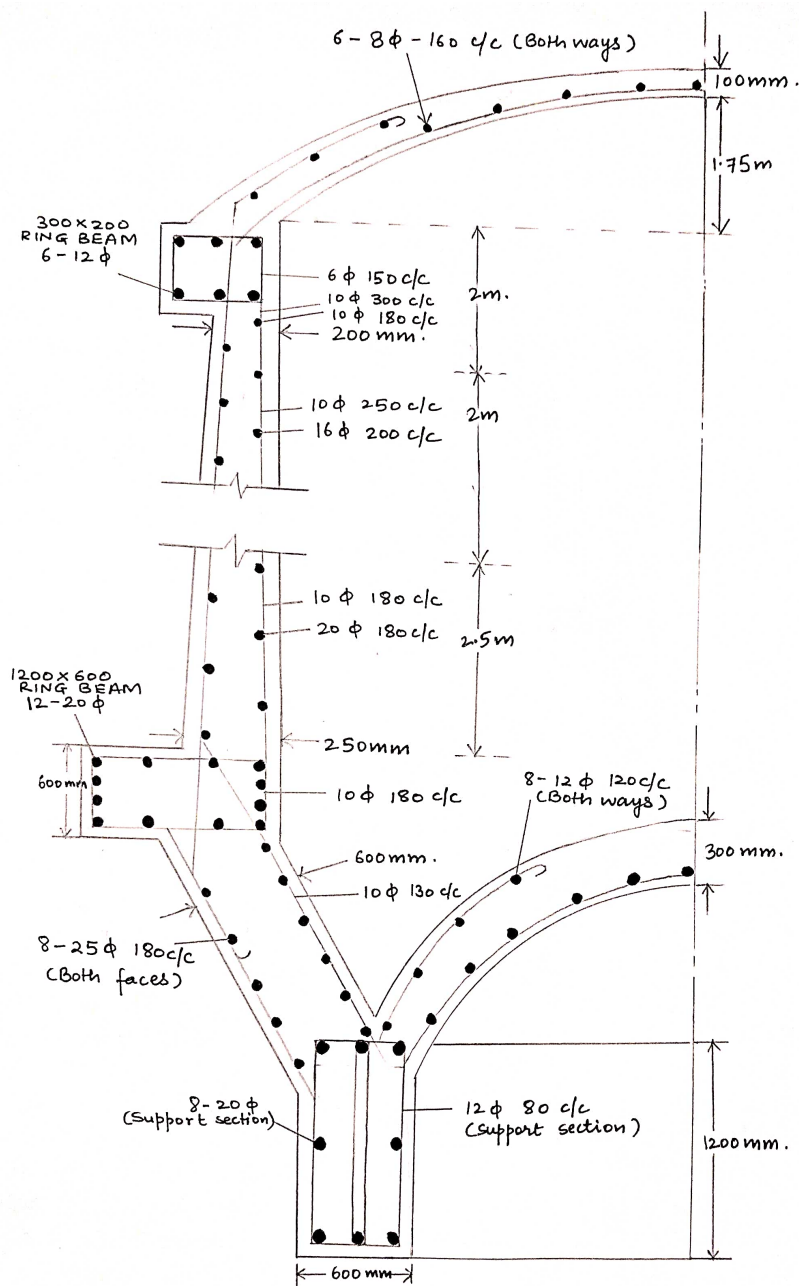 6-8ϕ-160 c/c (Both ways)
100mm.
1.75m
300×200
RING BEAM
6-12ϕ
6ϕ 150 c/c
10ϕ 300 c/c
10ϕ 180 c/c
200mm.
2m.
10ϕ 250 c/c
16ϕ 200 c/c
2m
10ϕ 180 c/c
20ϕ 180 c/c
2.5m
1200×600
RING BEAM
12-20ϕ
250mm
600mm
10ϕ 180 c/c
8-12ϕ 120c/c
(Both ways)
300mm.
600mm.
10ϕ 130 c/c
8-25ϕ 180c/c
(Both faces)
8-20ϕ
(Support section)
12ϕ 80 c/c
(Support section)
1200mm.
600mm